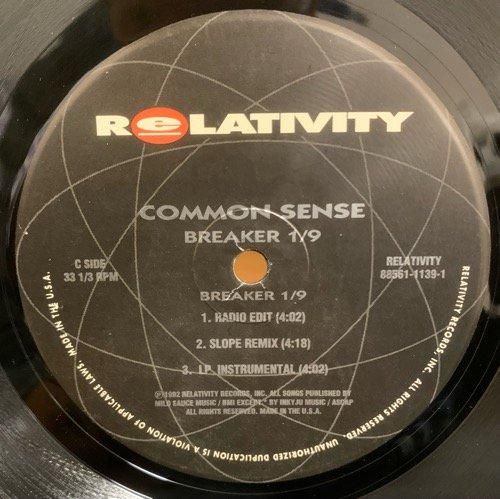 ReLATIVITY
COMMON SENSE
BREAKER 1/9
C SIDE
33 1/3 RPM
RELATIVITY
88561-1139-1
BREAKER 1/9
1. RADIO EDIT (4:02)
2. SLOPE REMIX (4:18)
3. LP. INSTRUMENTAL (4:02)
℗1992 RELATIVITY RECORDS, INC. ALL SONGS PUBLISHED BY
MILD SAUCE MUSIC / BMI EXCEPT,* BY INKYJU MUSIC / ASCAP
ALL RIGHTS RESERVED. MADE IN THE U.S.A.
RELATIVITY RECORDS, INC. ALL RIGHTS RESERVED. UNAUTHORIZED DUPLICATION IS A VIOLATION OF APPLICABLE LAWS. MADE IN THE U.S.A.